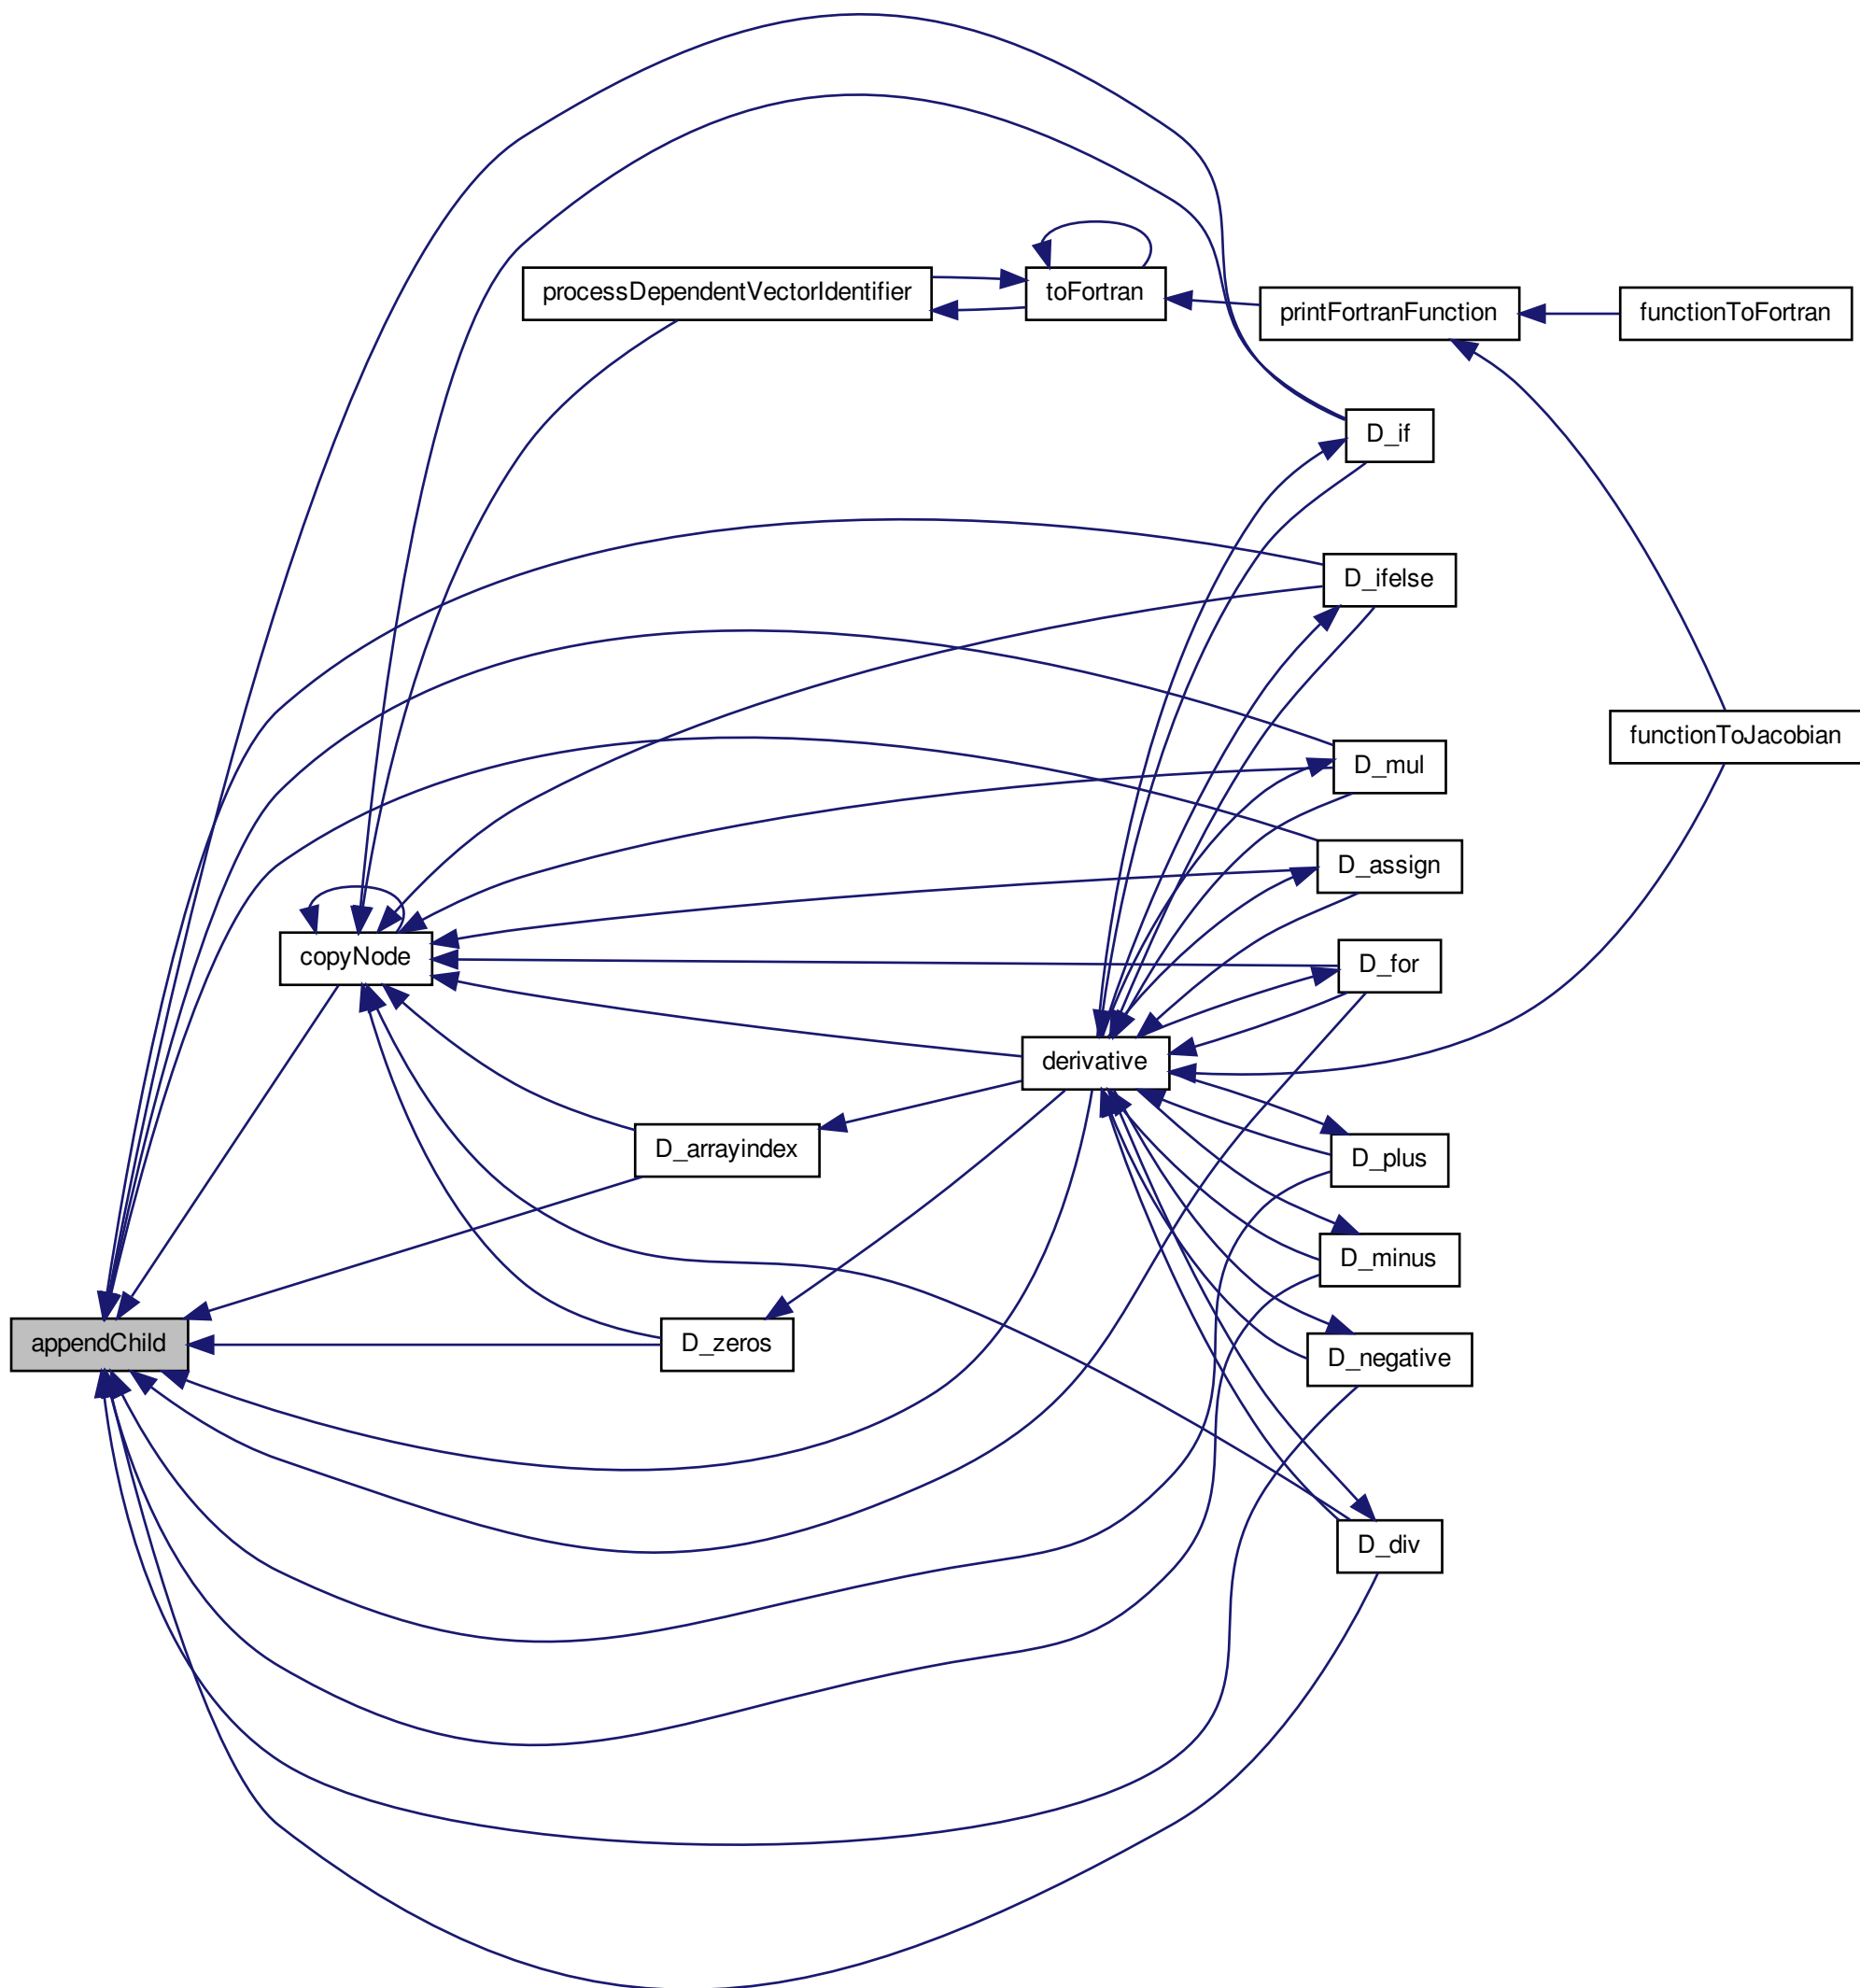 processDependentVectorIdentifier
toFortran
printFortranFunction
functionToFortran
D_if
D_ifelse
functionToJacobian
D_mul
D_assign
copyNode
D_for
derivative
D_arrayindex
D_plus
D_minus
appendChild
D_zeros
D_negative
D_div